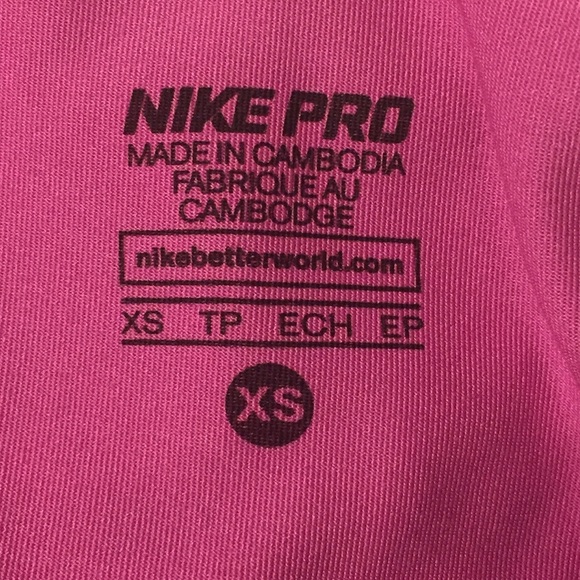 NIKE PRO
MADE IN CAMBODIA
FABRIQUE AU
CAMBODGE
nikebetterworld.com
XS TP ECH EP
XS